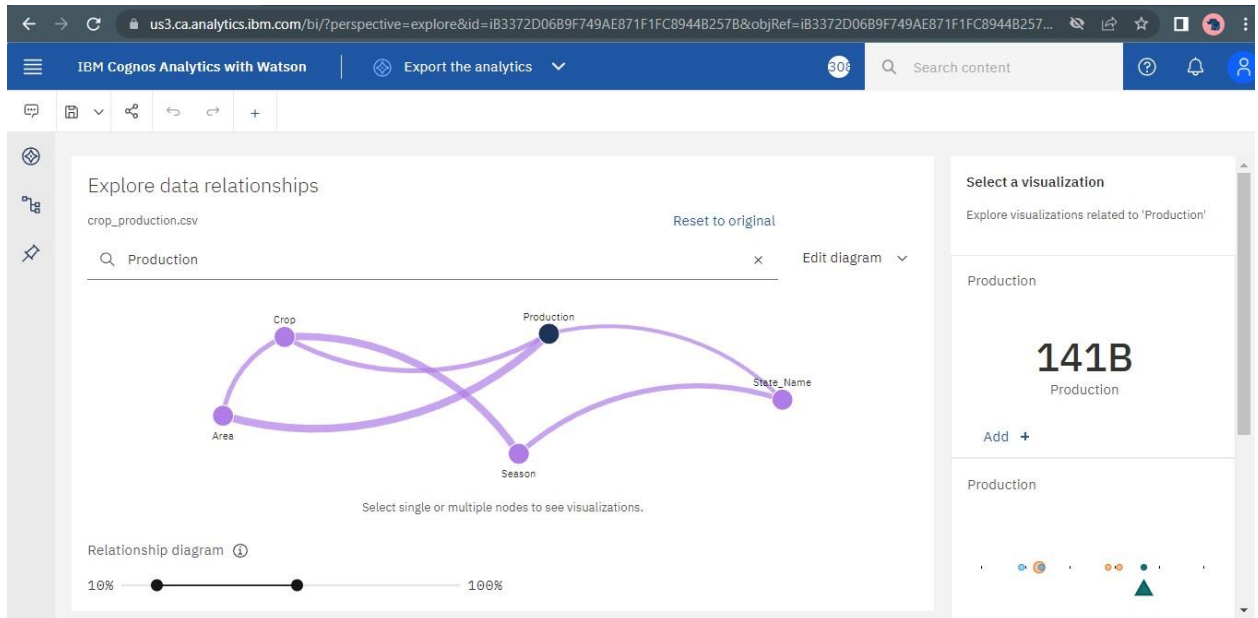 us3.ca.analytics.ibm.com/bi/?perspective=explore&id=iB3372D06B9F749AE871F1FC8944B257B&objRef=iB3372D06B9F749AE871F1FC8944B257...
IBM Cognos Analytics with Watson
Export the analytics
308
Search content
Explore data relationships
crop_production.csv
Reset to original
Production
Edit diagram
Crop
Production
State_Name
Area
Season
Select single or multiple nodes to see visualizations.
Relationship diagram
10%
100%
Select a visualization
Explore visualizations related to 'Production'
Production
141B
Production
Add +
Production